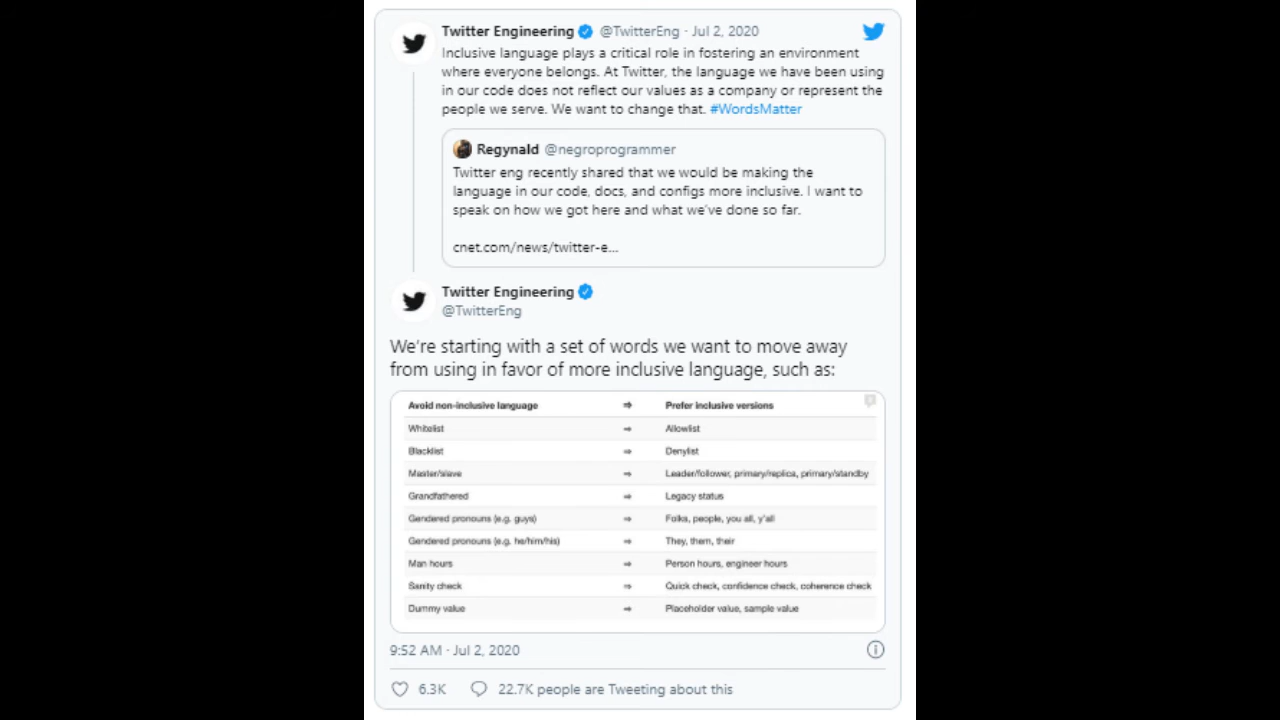 Twitter Engineering @TwitterEng · Jul 2, 2020
Inclusive language plays a critical role in fostering an environment
where everyone belongs. At Twitter, the language we have been using
in our code does not reflect our values as a company or represent the
people we serve. We want to change that. #WordsMatter
Regynald @negroprogrammer
Twitter eng recently shared that we would be making the
language in our code, docs, and configs more inclusive. I want to
speak on how we got here and what we've done so far.
cnet.com/news/twitter-e...
Twitter Engineering
@TwitterEng
We're starting with a set of words we want to move away
from using in favor of more inclusive language, such as:
Avoid non-inclusive language ⇒ Prefer inclusive versions
Whitelist ⇒ Allowlist
Blacklist ⇒ Denylist
Master/slave ⇒ Leader/follower, primary/replica, primary/standby
Grandfathered ⇒ Legacy status
Gendered pronouns (e.g. guys) ⇒ Folks, people, you all, y'all
Gendered pronouns (e.g. he/him/his) ⇒ They, them, their
Man hours ⇒ Person hours, engineer hours
Sanity check ⇒ Quick check, confidence check, coherence check
Dummy value ⇒ Placeholder value, sample value
9:52 AM · Jul 2, 2020
6.3K 22.7K people are Tweeting about this